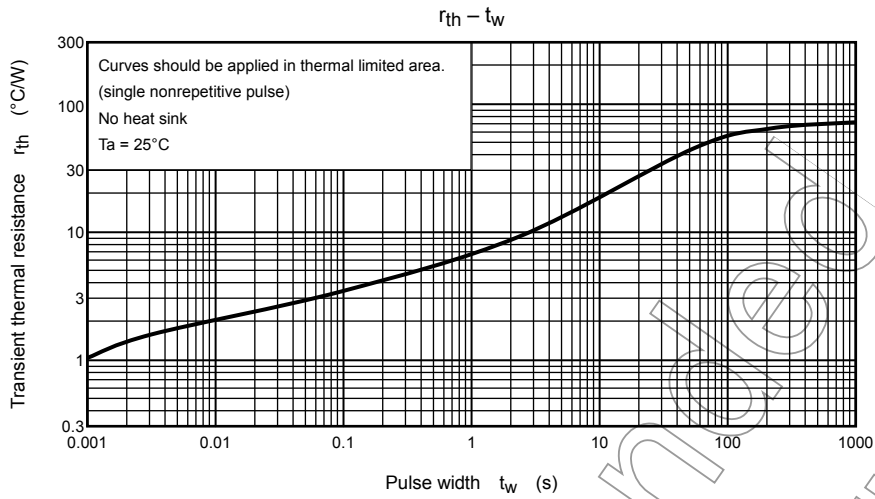 rth – tw
Curves should be applied in thermal limited area.
(single nonrepetitive pulse)
No heat sink
Ta = 25°C
Transient thermal resistance rth (°C/W)
300
100
30
10
3
1
0.3
0.001 0.01 0.1 1 10 100 1000
Pulse width tw (s)